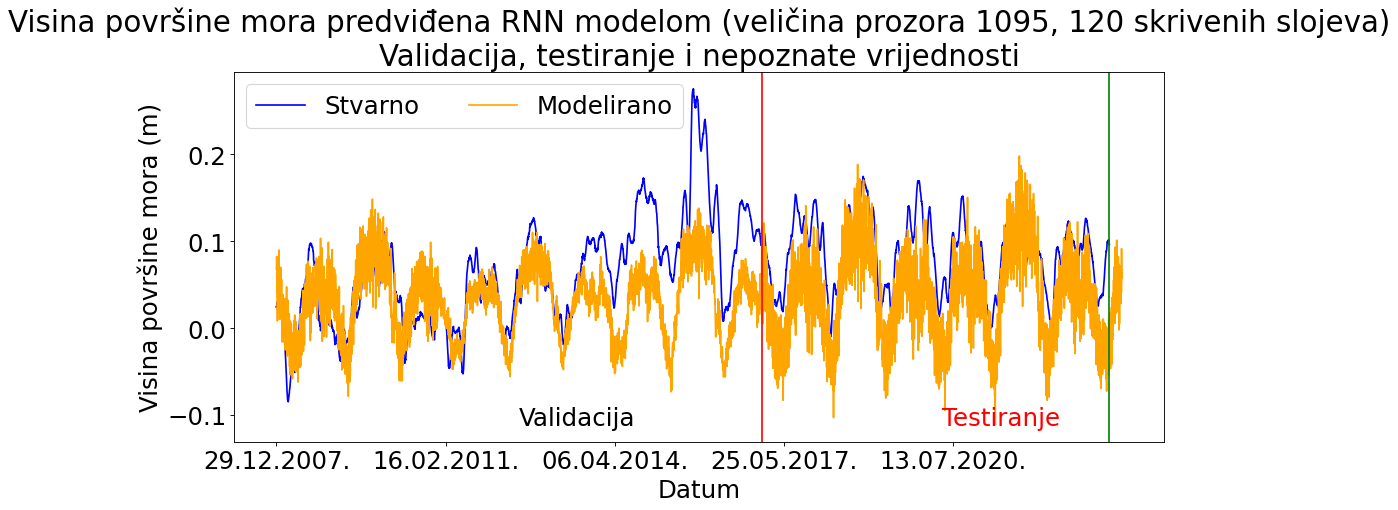 Visina površine mora predviđena RNN modelom (veličina prozora 1095, 120 skrivenih slojeva)
Validacija, testiranje i nepoznate vrijednosti
Stvarno
Modelirano
Visina površine mora (m)
0.2
0.1
0.0
−0.1
Validacija
Testiranje
29.12.2007.
16.02.2011.
06.04.2014.
25.05.2017.
13.07.2020.
Datum